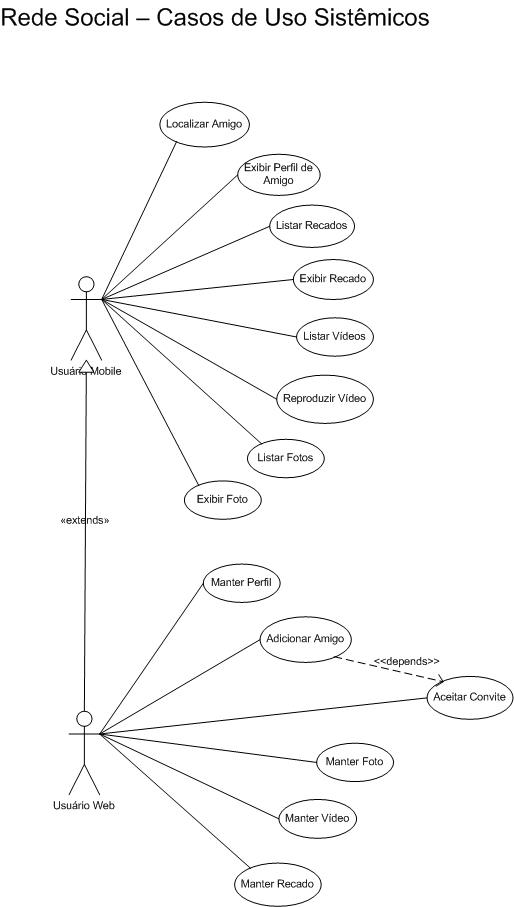 Rede Social – Casos de Uso Sistêmicos
Localizar Amigo
Exibir Perfil de
Amigo
Listar Recados
Exibir Recado
Listar Vídeos
Usuário Mobile
Reproduzir Vídeo
Listar Fotos
Exibir Foto
«extends»
Manter Perfil
Adicionar Amigo
<<depends>>
Aceitar Convite
Manter Foto
Usuário Web
Manter Vídeo
Manter Recado